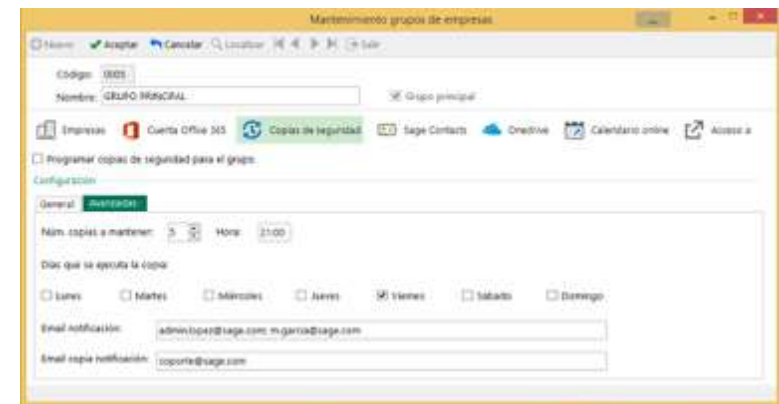 Mantenimiento grupos de empresas
Nuevo Aceptar Cancelar Localizar Salir
Código: 0001
Nombre: GRUPO PRINCIPAL Grupo principal
Empresas Cuenta Office 365 Copias de seguridad Sage Contacts Onedrive Calendario online Acceso a
Programar copias de seguridad para el grupo
Configuración
General Avanzadas
Núm. copias a mantener: 5 Hora: 21:00
Días que se ejecuta la copia:
Lunes Martes Miércoles Jueves Viernes Sábado Domingo
Email notificación: admin.lopez@sage.com; m.garcia@sage.com
Email copia notificación: soporte@sage.com